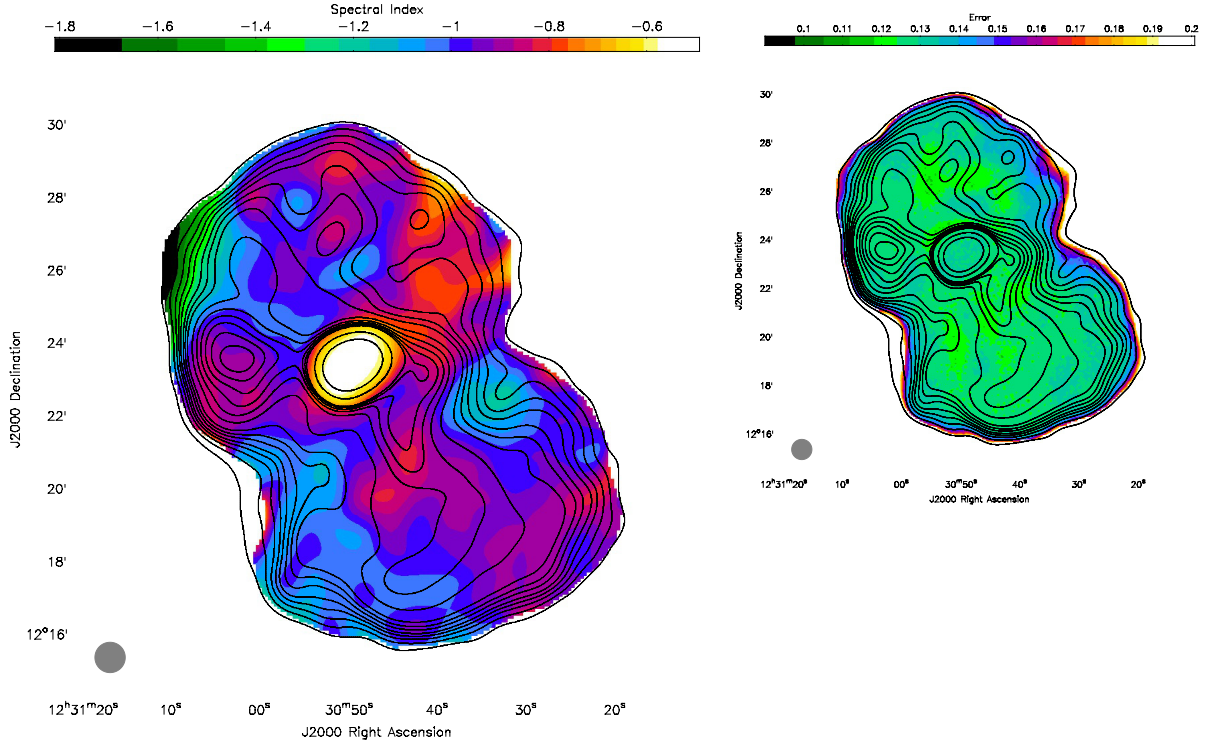 Spectral Index
−1.8 −1.6 −1.4 −1.2 −1 −0.8 −0.6
30'
28'
26'
24'
22'
20'
18'
12°16'
J2000 Declination
12ʰ31ᵐ20ˢ 10ˢ 00ˢ 30ᵐ50ˢ 40ˢ 30ˢ 20ˢ
J2000 Right Ascension
Error
0.1 0.11 0.12 0.13 0.14 0.15 0.16 0.17 0.18 0.19 0.2
30'
28'
26'
24'
22'
20'
18'
12°16'
J2000 Declination
12ʰ31ᵐ20ˢ 10ˢ 00ˢ 30ᵐ50ˢ 40ˢ 30ˢ 20ˢ
J2000 Right Ascension